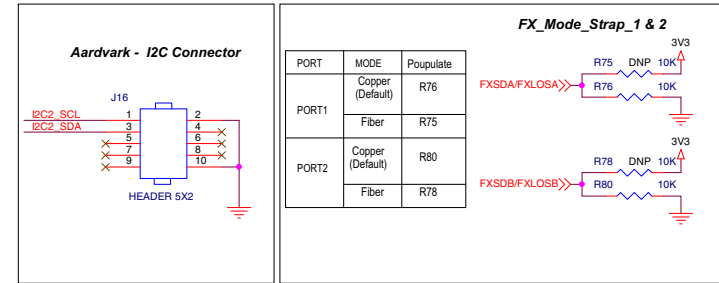 Aardvark - I2C Connector
J16
I2C2_SCL 1 2
I2C2_SDA 3 4
5 6
7 8
9 10
HEADER 5X2
FX_Mode_Strap_1 & 2
PORT MODE Poupulate
PORT1 Copper (Default) R76
Fiber R75
PORT2 Copper (Default) R80
Fiber R78
3V3
R75 DNP 10K
FXSDA/FXLOSA R76 10K
3V3
R78 DNP 10K
FXSDB/FXLOSB R80 10K